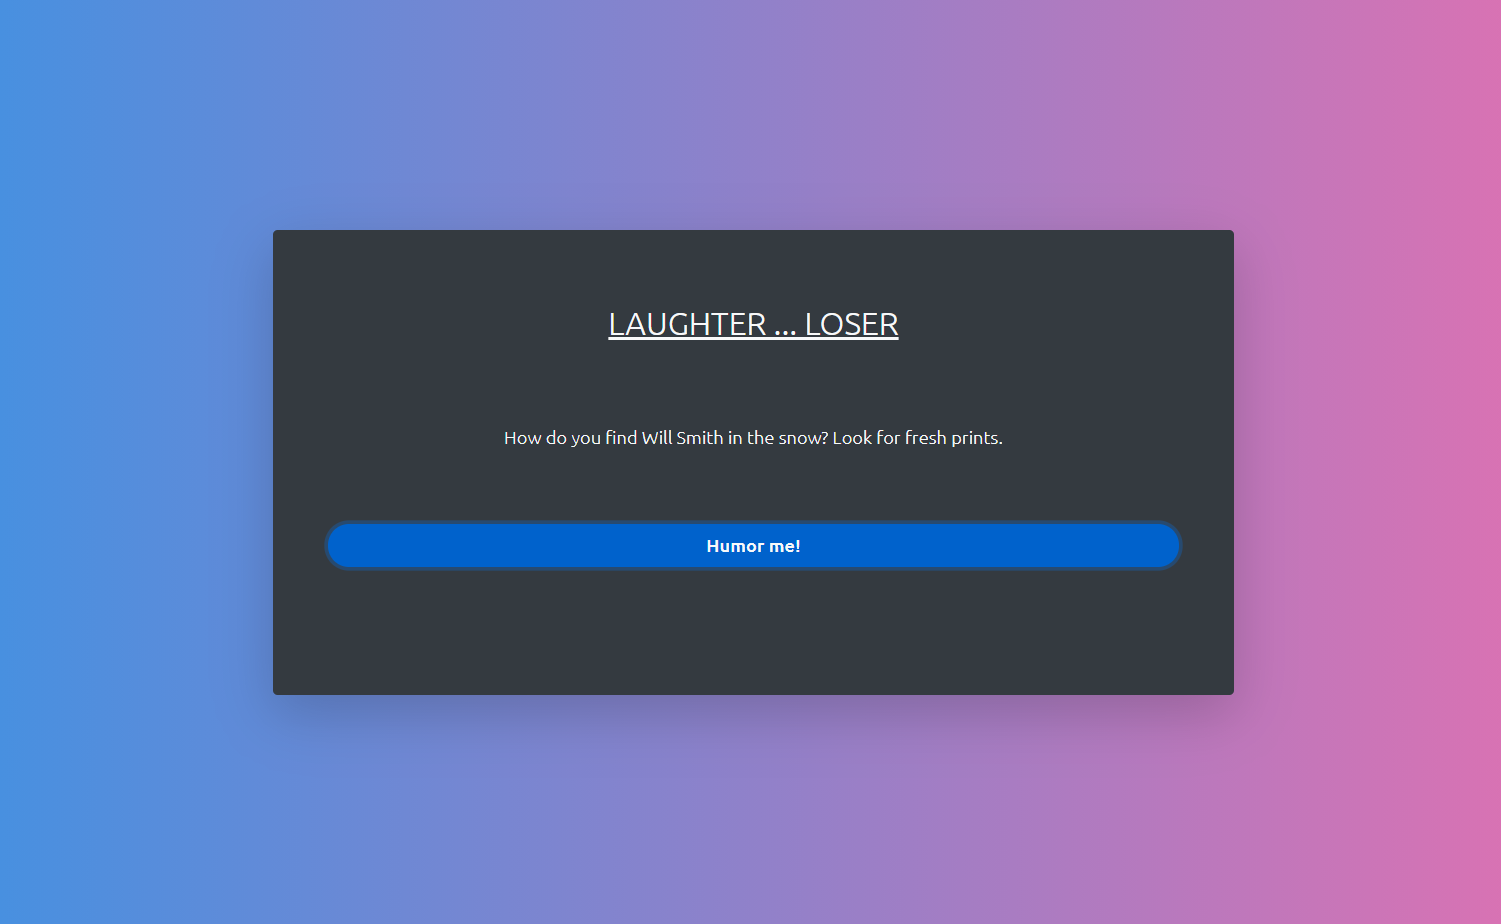 LAUGHTER ... LOSER
How do you find Will Smith in the snow? Look for fresh prints.
Humor me!